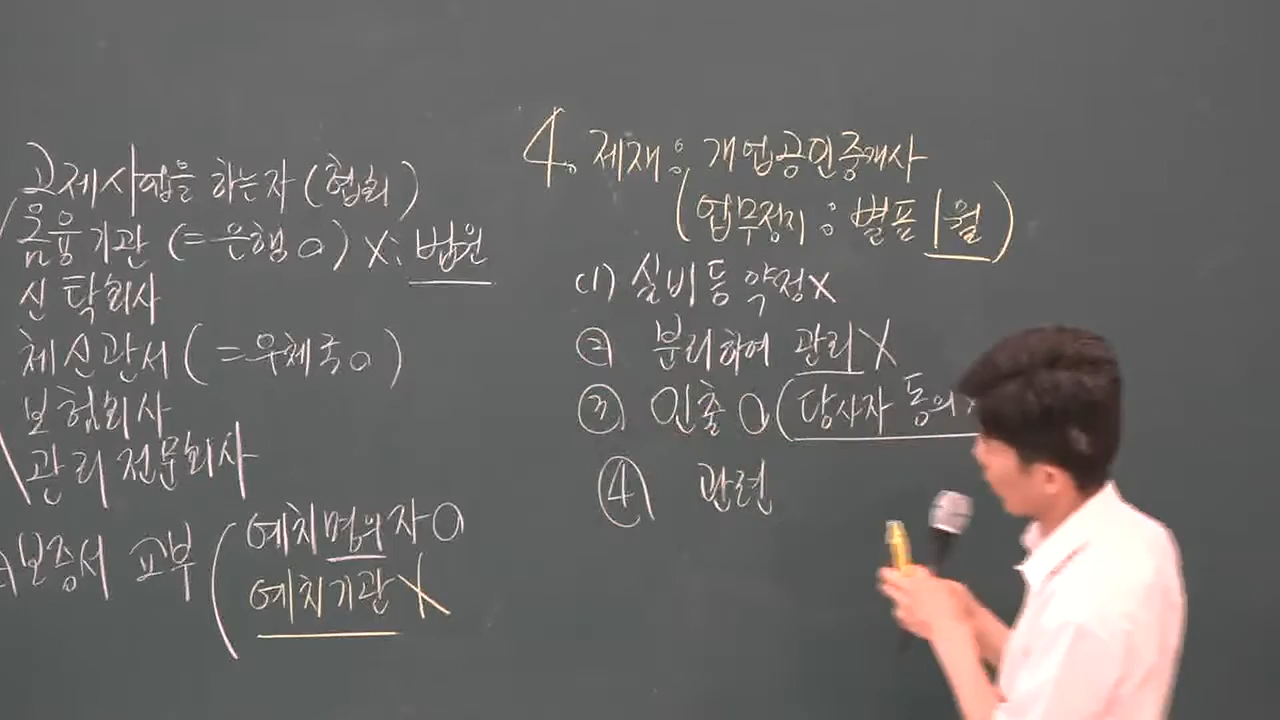 공제사업을 하는자 (협회)
금융기관 (=은행 O) X: 법원
신탁회사
체신관서 (=우체국 O)
보험회사
관리전문회사
보증서 교부
예치명의자 O
예치기관 X
4. 제재: 개업공인중개사
(업무정지: 별표 1월)
(1) 실비등 약정 X
② 분리하여 관리 X
③ 인출 O (당사자 동의 X
④ 관련